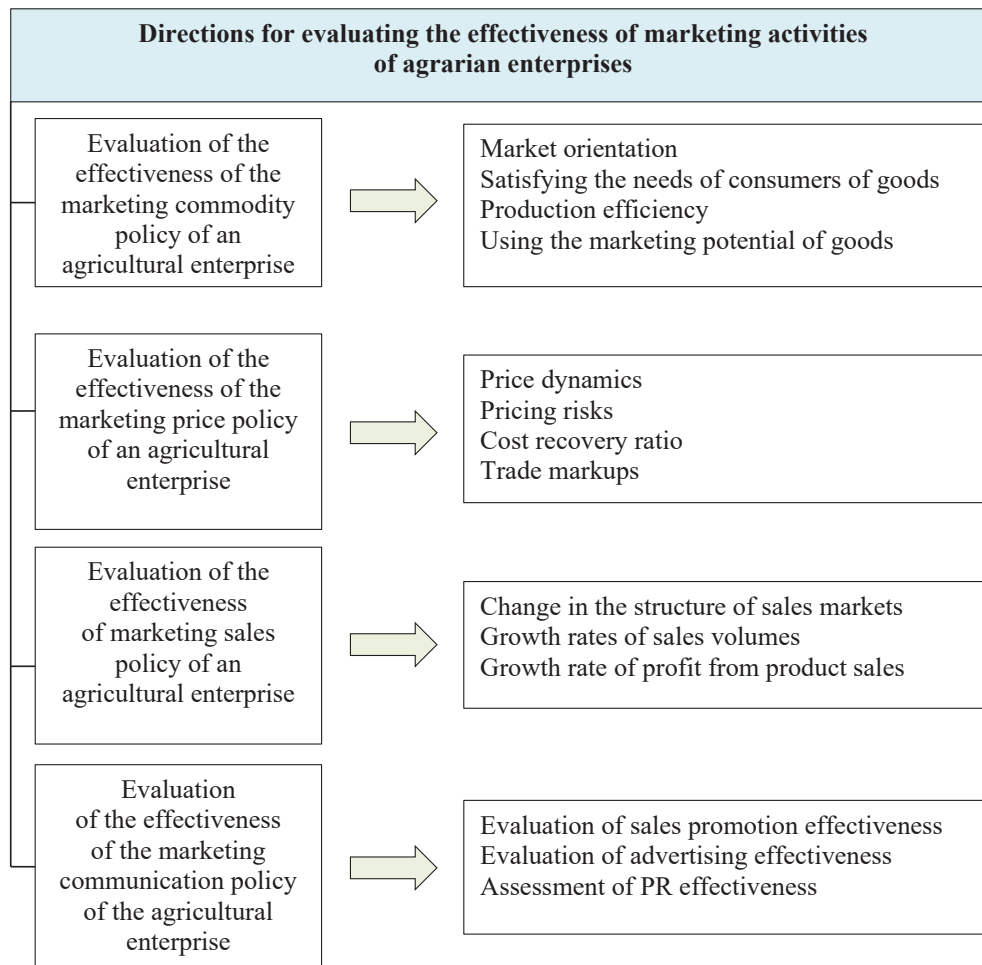 Directions for evaluating the effectiveness of marketing activities
of agrarian enterprises
Evaluation of the
effectiveness of the
marketing commodity
policy of an
agricultural enterprise
Market orientation
Satisfying the needs of consumers of goods
Production efficiency
Using the marketing potential of goods
Evaluation of the
effectiveness of the
marketing price policy
of an agricultural
enterprise
Price dynamics
Pricing risks
Cost recovery ratio
Trade markups
Evaluation of the
effectiveness
of marketing sales
policy of an
agricultural enterprise
Change in the structure of sales markets
Growth rates of sales volumes
Growth rate of profit from product sales
Evaluation
of the effectiveness
of the marketing
communication policy
of the agricultural
enterprise
Evaluation of sales promotion effectiveness
Evaluation of advertising effectiveness
Assessment of PR effectiveness